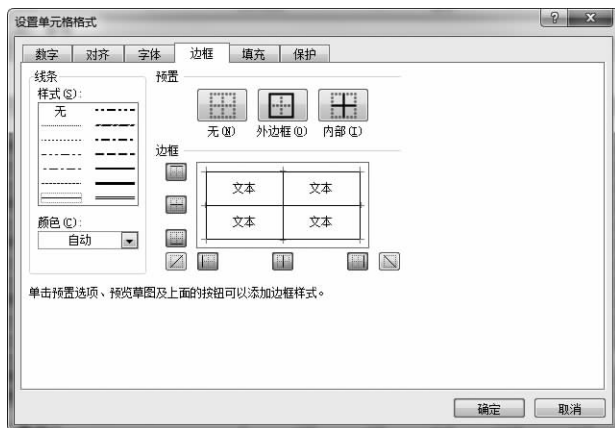 设置单元格格式
数字 对齐 字体 边框 填充 保护
线条
样式(S):
无
颜色(C):
自动
预置
无(N) 外边框(O) 内部(I)
边框
文本 文本
文本 文本
单击预置选项、预览草图及上面的按钮可以添加边框样式。
确定 取消